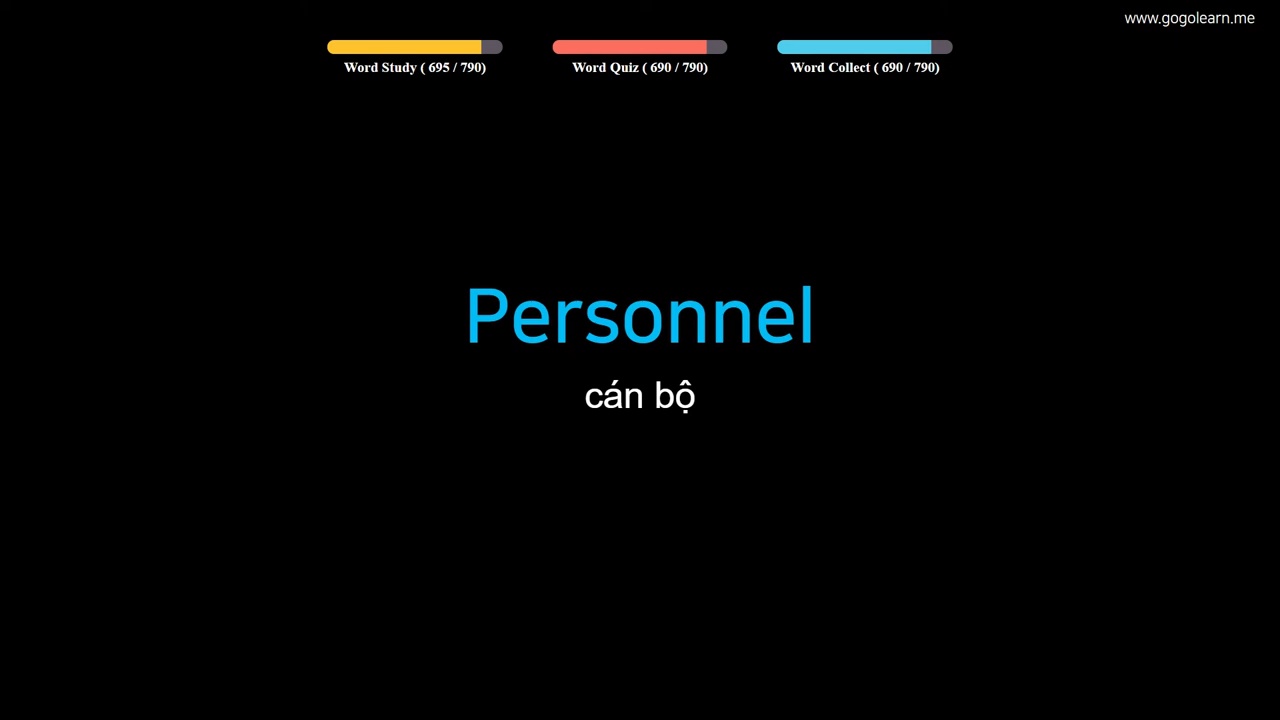 www.gogolearn.me
Word Study ( 695 / 790)
Word Quiz ( 690 / 790)
Word Collect ( 690 / 790)
Personnel
cán bộ